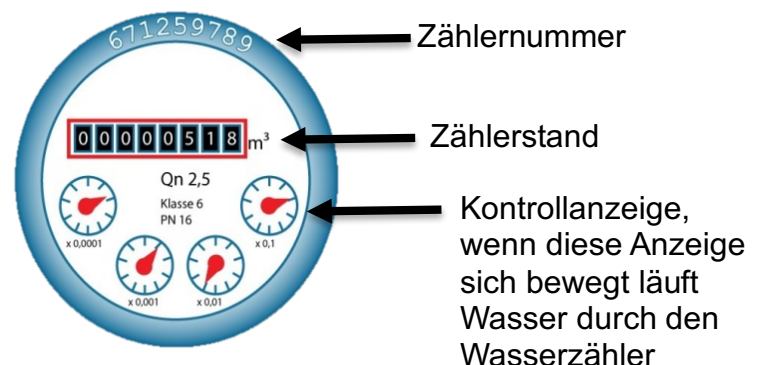 671259789
Zählernummer
00000518 m³
Zählerstand
Qn 2,5
Klasse 6
PN 16
x 0,0001
x 0,001
x 0,01
x 0,1
Kontrollanzeige,
wenn diese Anzeige
sich bewegt läuft
Wasser durch den
Wasserzähler